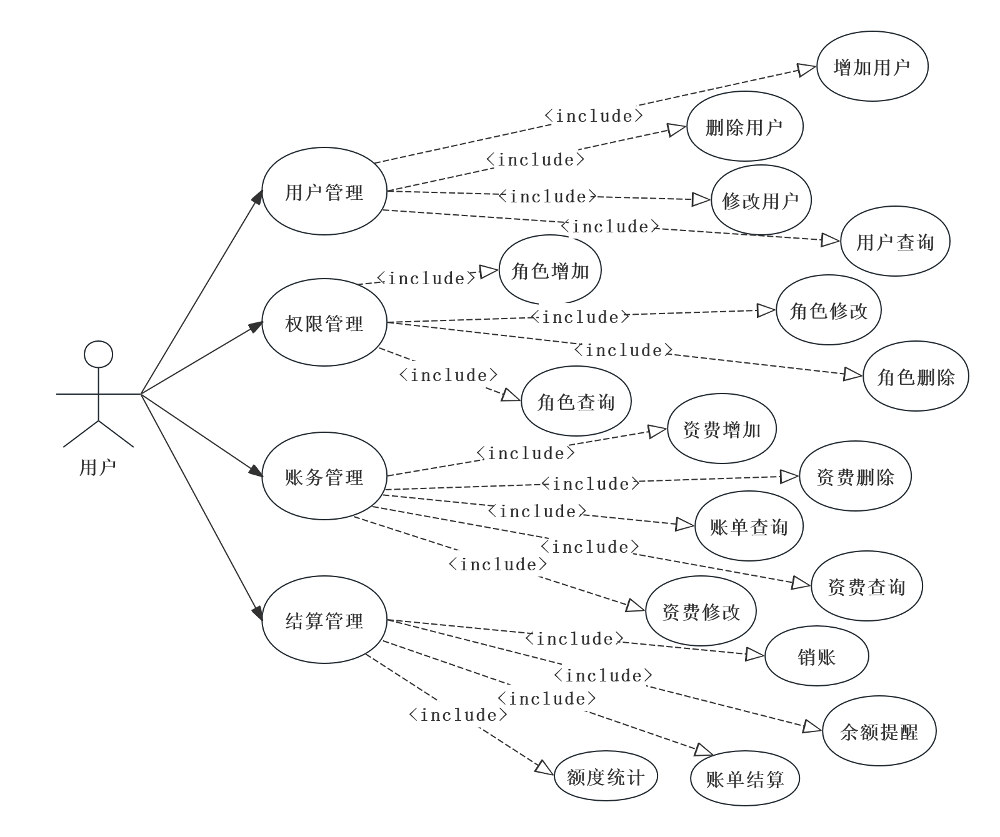 增加用户
<include>
删除用户
<include>
用户管理
<include>
修改用户
<include>
用户查询
角色增加
<include>
权限管理
<include>
角色修改
<include>
角色删除
<include>
角色查询
用户
资费增加
<include>
账务管理
<include>
资费删除
<include>
账单查询
<include>
资费查询
<include>
资费修改
结算管理
<include>
销账
<include>
余额提醒
<include>
<include>
额度统计
账单结算